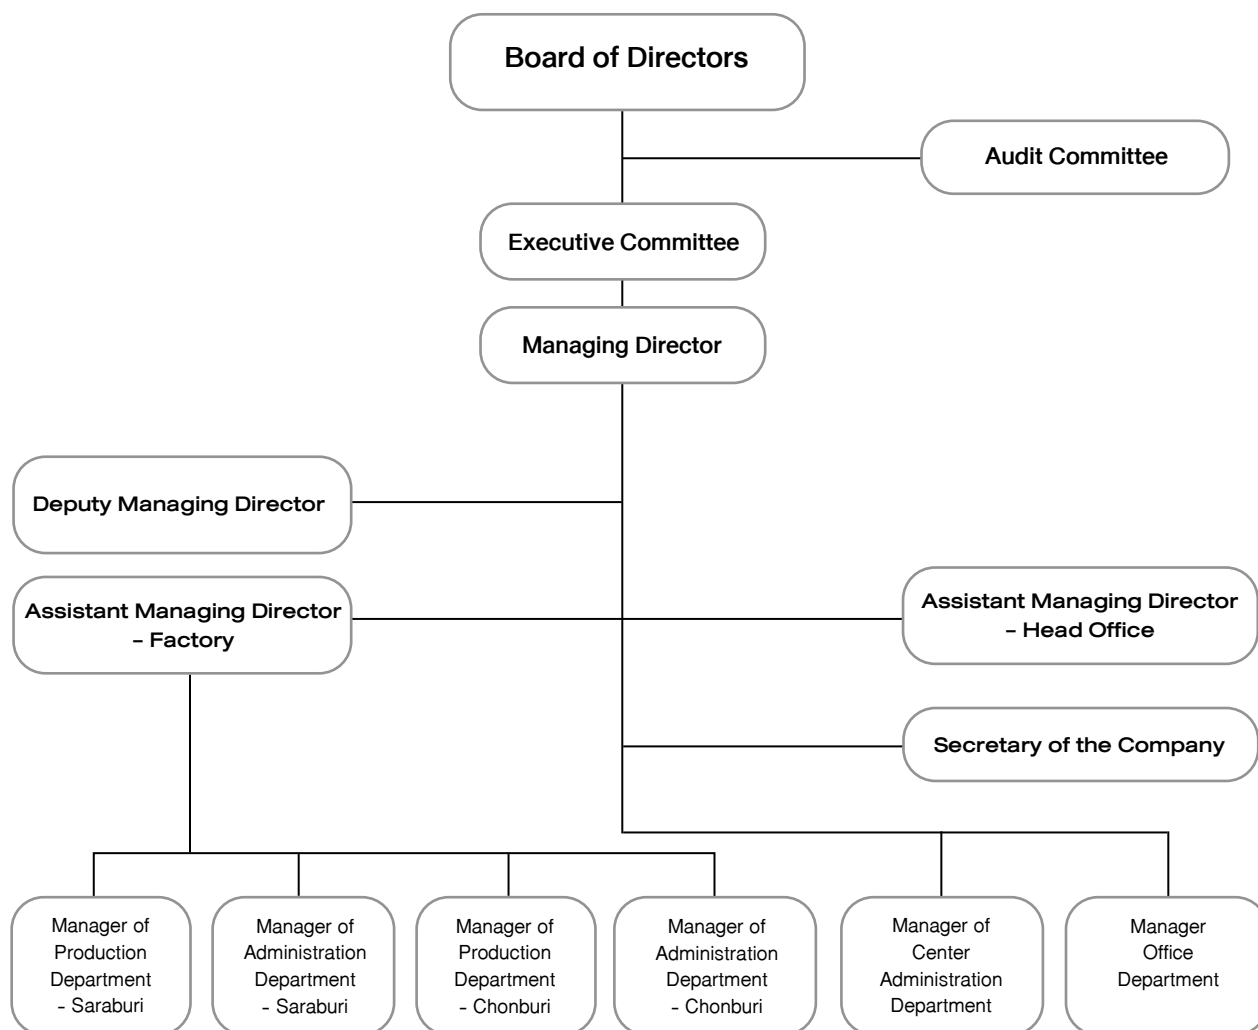 Board of Directors
Audit Committee
Executive Committee
Managing Director
Deputy Managing Director
Assistant Managing Director
– Factory
Assistant Managing Director
– Head Office
Secretary of the Company
Manager of
Production
Department
- Saraburi
Manager of
Administration
Department
- Saraburi
Manager of
Production
Department
- Chonburi
Manager of
Administration
Department
- Chonburi
Manager of
Center
Administration
Department
Manager
Office
Department